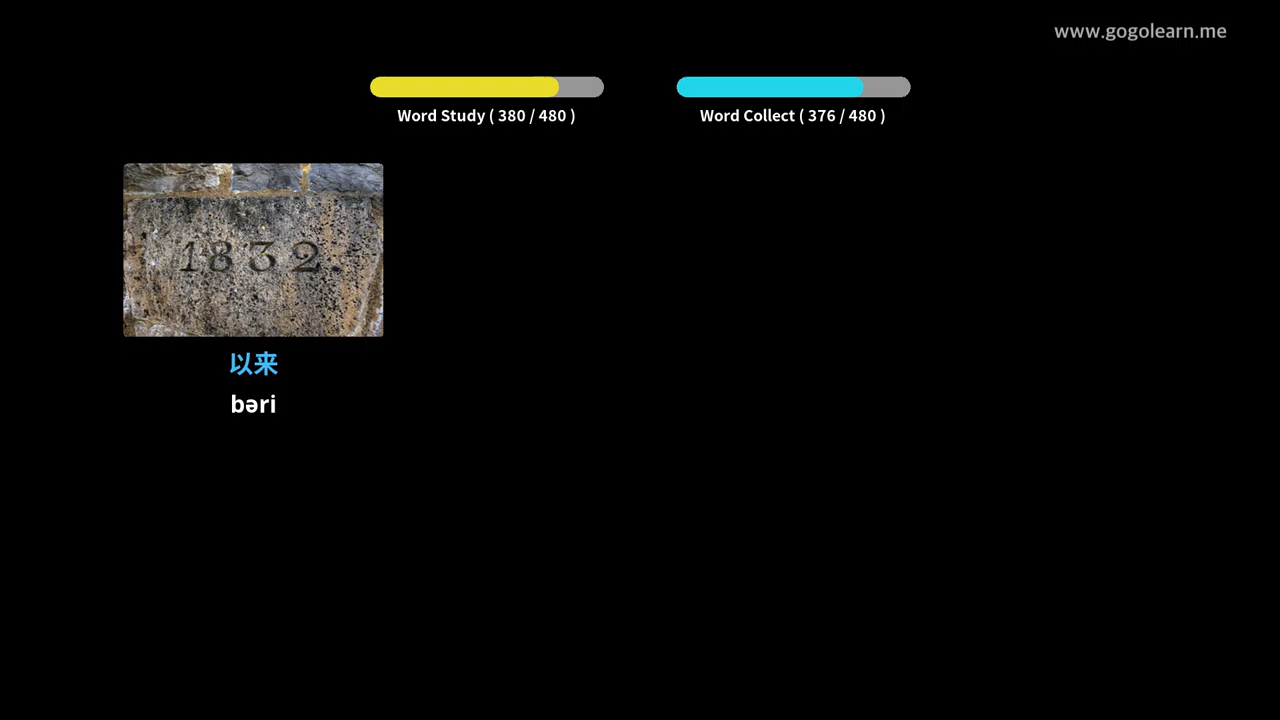 www.gogolearn.me
Word Study ( 380 / 480 )
Word Collect ( 376 / 480 )
1832.
以来
bəri